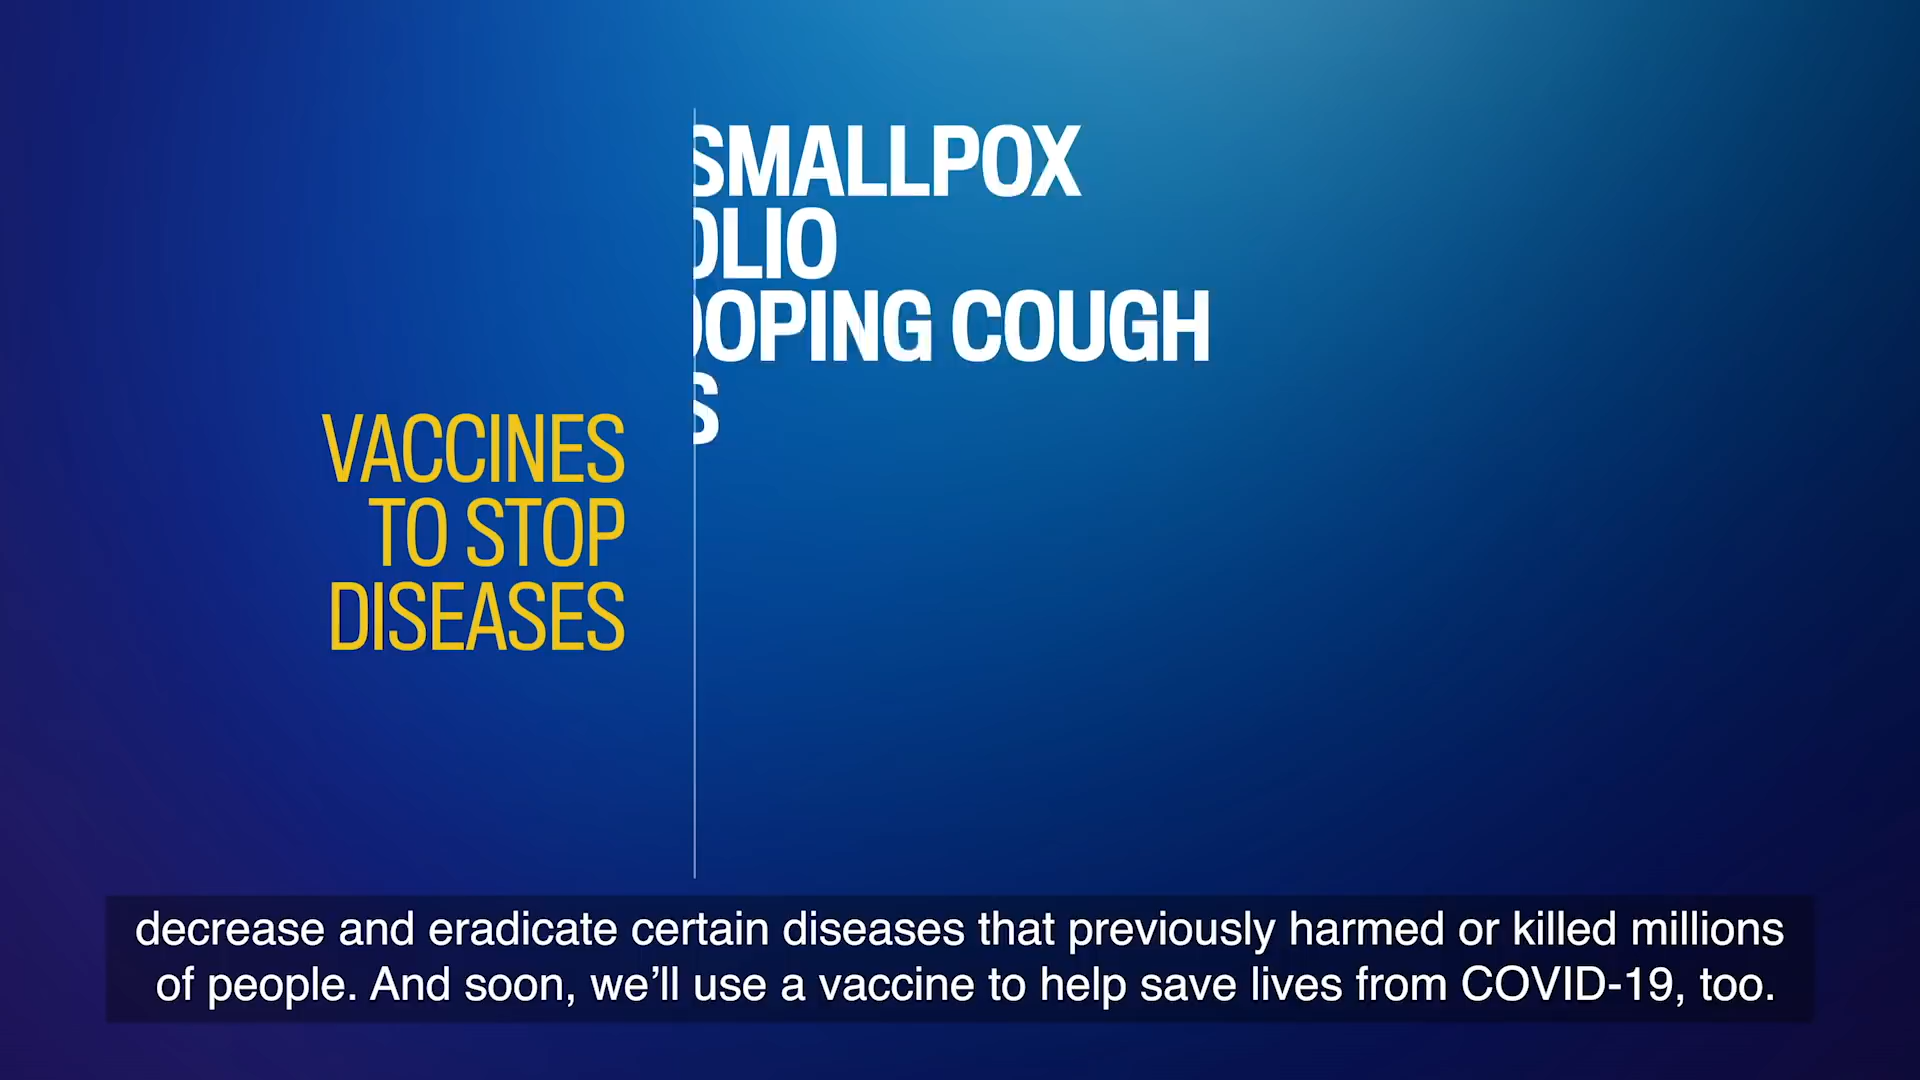 VACCINES
TO STOP
DISEASES
SMALLPOX
OLIO
OOPING COUGH
S
decrease and eradicate certain diseases that previously harmed or killed millions
of people. And soon, we’ll use a vaccine to help save lives from COVID-19, too.